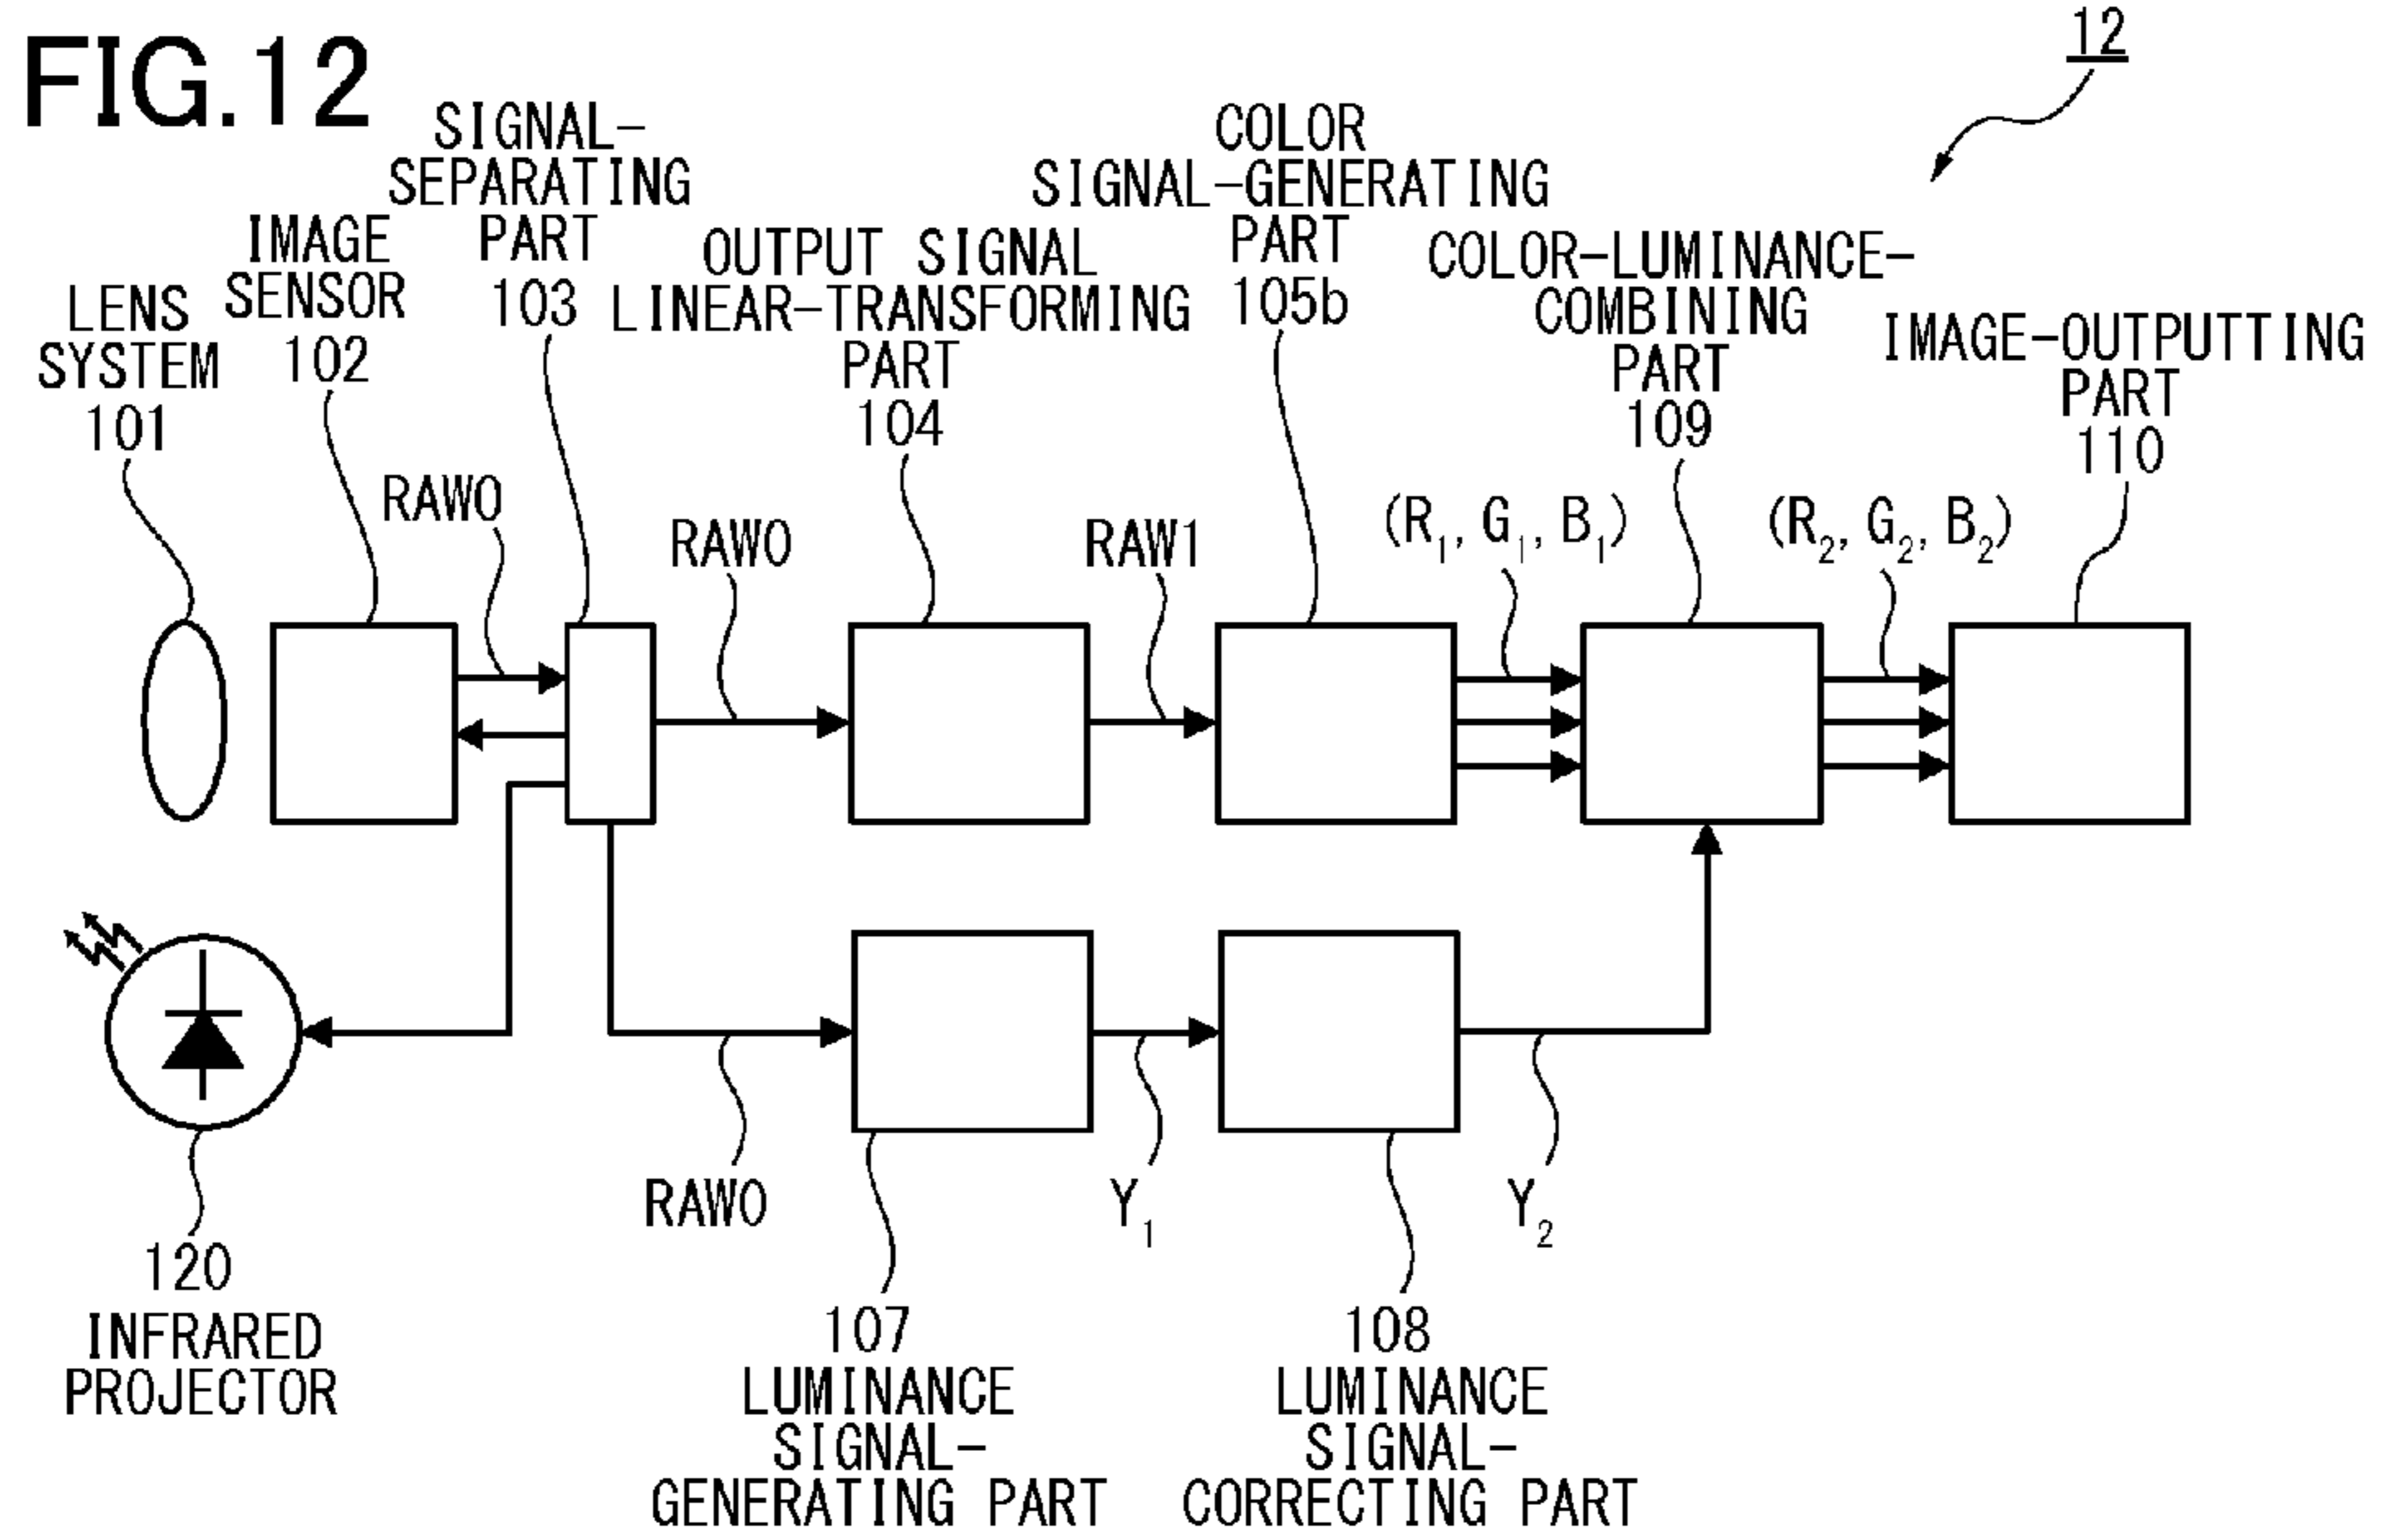 FIG.12
12
SIGNAL-
SEPARATING
PART
103
COLOR
SIGNAL-GENERATING
PART
105b
IMAGE
SENSOR
102
OUTPUT SIGNAL
LINEAR-TRANSFORMING
PART
104
COLOR-LUMINANCE-
COMBINING
PART
109
LENS
SYSTEM
101
IMAGE-OUTPUTTING
PART
110
RAW0
RAW0
RAW1
(R1, G1, B1)
(R2, G2, B2)
RAW0
Y1
Y2
120
INFRARED
PROJECTOR
107
LUMINANCE
SIGNAL-
GENERATING PART
108
LUMINANCE
SIGNAL-
CORRECTING PART